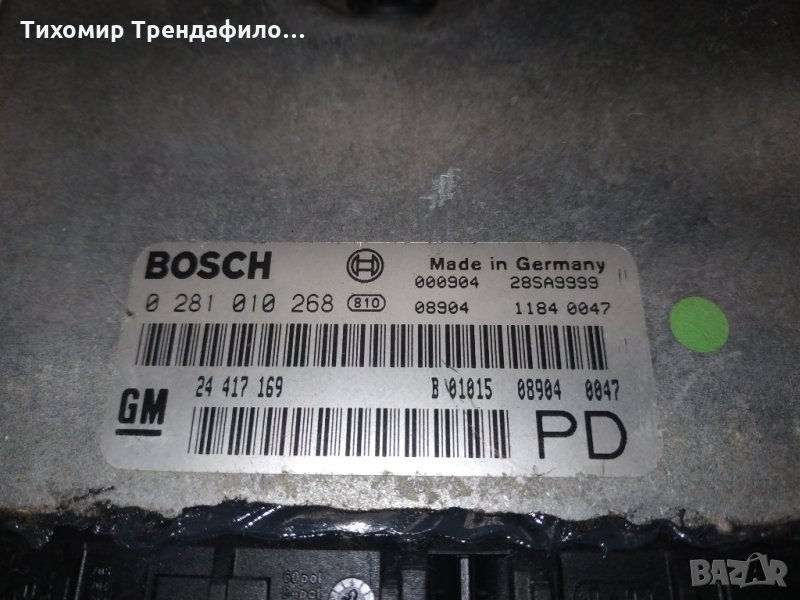 Тихомир Трендафило...
BOSCH
Made in Germany
000904 28SA9999
0 281 010 268 810
08904 1184 0047
GM
24 417 169
B 01015 08904 0047
PD
BAZAR